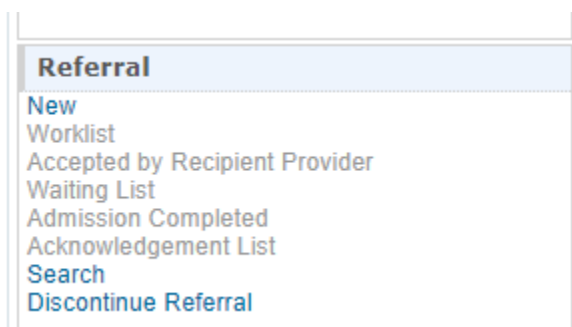 Referral
New
Worklist
Accepted by Recipient Provider
Waiting List
Admission Completed
Acknowledgement List
Search
Discontinue Referral